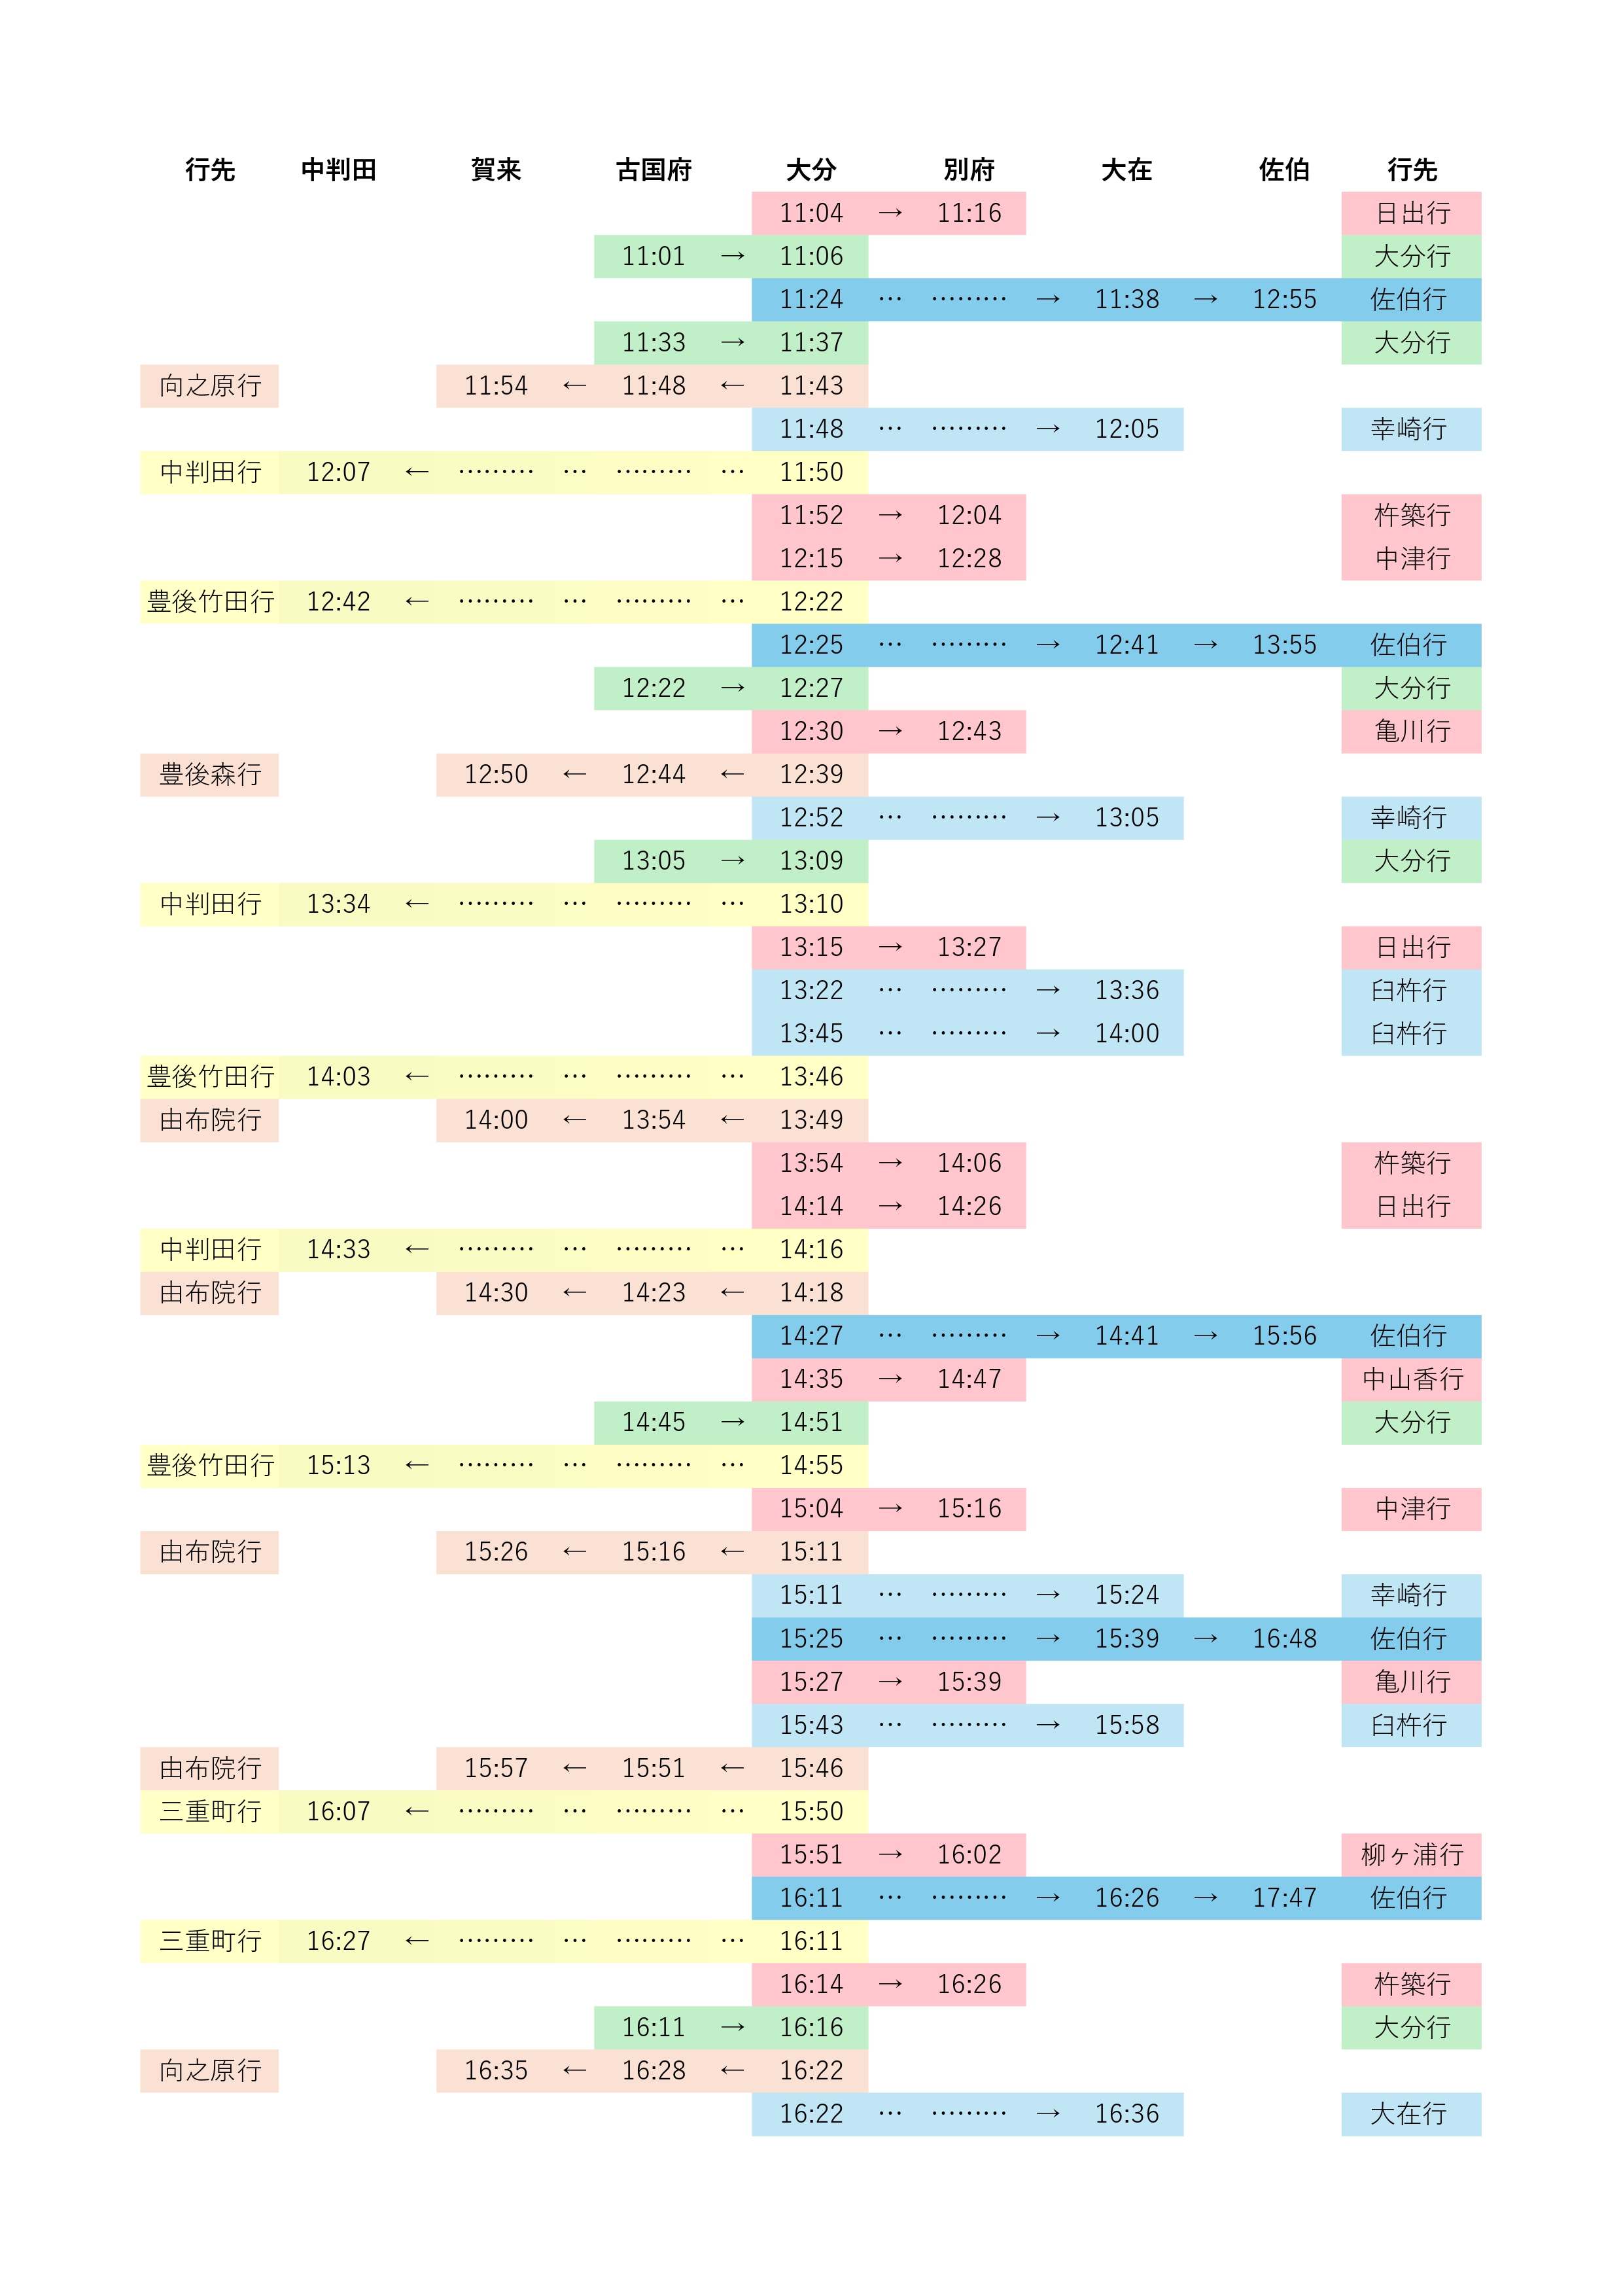 行先 中判田 賀来 古国府 大分 別府 大在 佐伯 行先
11:04 → 11:16 日出行
11:01 → 11:06 大分行
11:24 … ……… → 11:38 → 12:55 佐伯行
11:33 → 11:37 大分行
向之原行 11:54 ← 11:48 ← 11:43
11:48 … ……… → 12:05 幸崎行
中判田行 12:07 ← ……… … ……… … 11:50
11:52 → 12:04 杵築行
12:15 → 12:28 中津行
豊後竹田行 12:42 ← ……… … ……… … 12:22
12:25 … ……… → 12:41 → 13:55 佐伯行
12:22 → 12:27 大分行
12:30 → 12:43 亀川行
豊後森行 12:50 ← 12:44 ← 12:39
12:52 … ……… → 13:05 幸崎行
13:05 → 13:09 大分行
中判田行 13:34 ← ……… … ……… … 13:10
13:15 → 13:27 日出行
13:22 … ……… → 13:36 臼杵行
13:45 … ……… → 14:00 臼杵行
豊後竹田行 14:03 ← ……… … ……… … 13:46
由布院行 14:00 ← 13:54 ← 13:49
13:54 → 14:06 杵築行
14:14 → 14:26 日出行
中判田行 14:33 ← ……… … ……… … 14:16
由布院行 14:30 ← 14:23 ← 14:18
14:27 … ……… → 14:41 → 15:56 佐伯行
14:35 → 14:47 中山香行
14:45 → 14:51 大分行
豊後竹田行 15:13 ← ……… … ……… … 14:55
15:04 → 15:16 中津行
由布院行 15:26 ← 15:16 ← 15:11
15:11 … ……… → 15:24 幸崎行
15:25 … ……… → 15:39 → 16:48 佐伯行
15:27 → 15:39 亀川行
15:43 … ……… → 15:58 臼杵行
由布院行 15:57 ← 15:51 ← 15:46
三重町行 16:07 ← ……… … ……… … 15:50
15:51 → 16:02 柳ヶ浦行
16:11 … ……… → 16:26 → 17:47 佐伯行
三重町行 16:27 ← ……… … ……… … 16:11
16:14 → 16:26 杵築行
16:11 → 16:16 大分行
向之原行 16:35 ← 16:28 ← 16:22
16:22 … ……… → 16:36 大在行